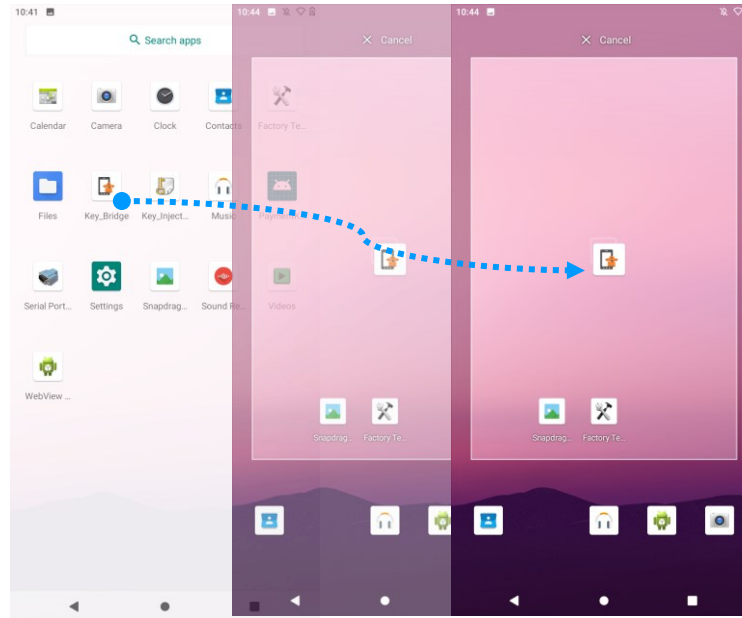 10:41
Search apps
Calendar Camera Clock Contacts Factory Te...
Files Key_Bridge Key_Inject... Music
Serial Port... Settings Snapdrag... Sound Re... Videos
WebView ...
10:44
Cancel
Snapdrag... Factory Te...
10:44
Cancel
Snapdrag... Factory Te...